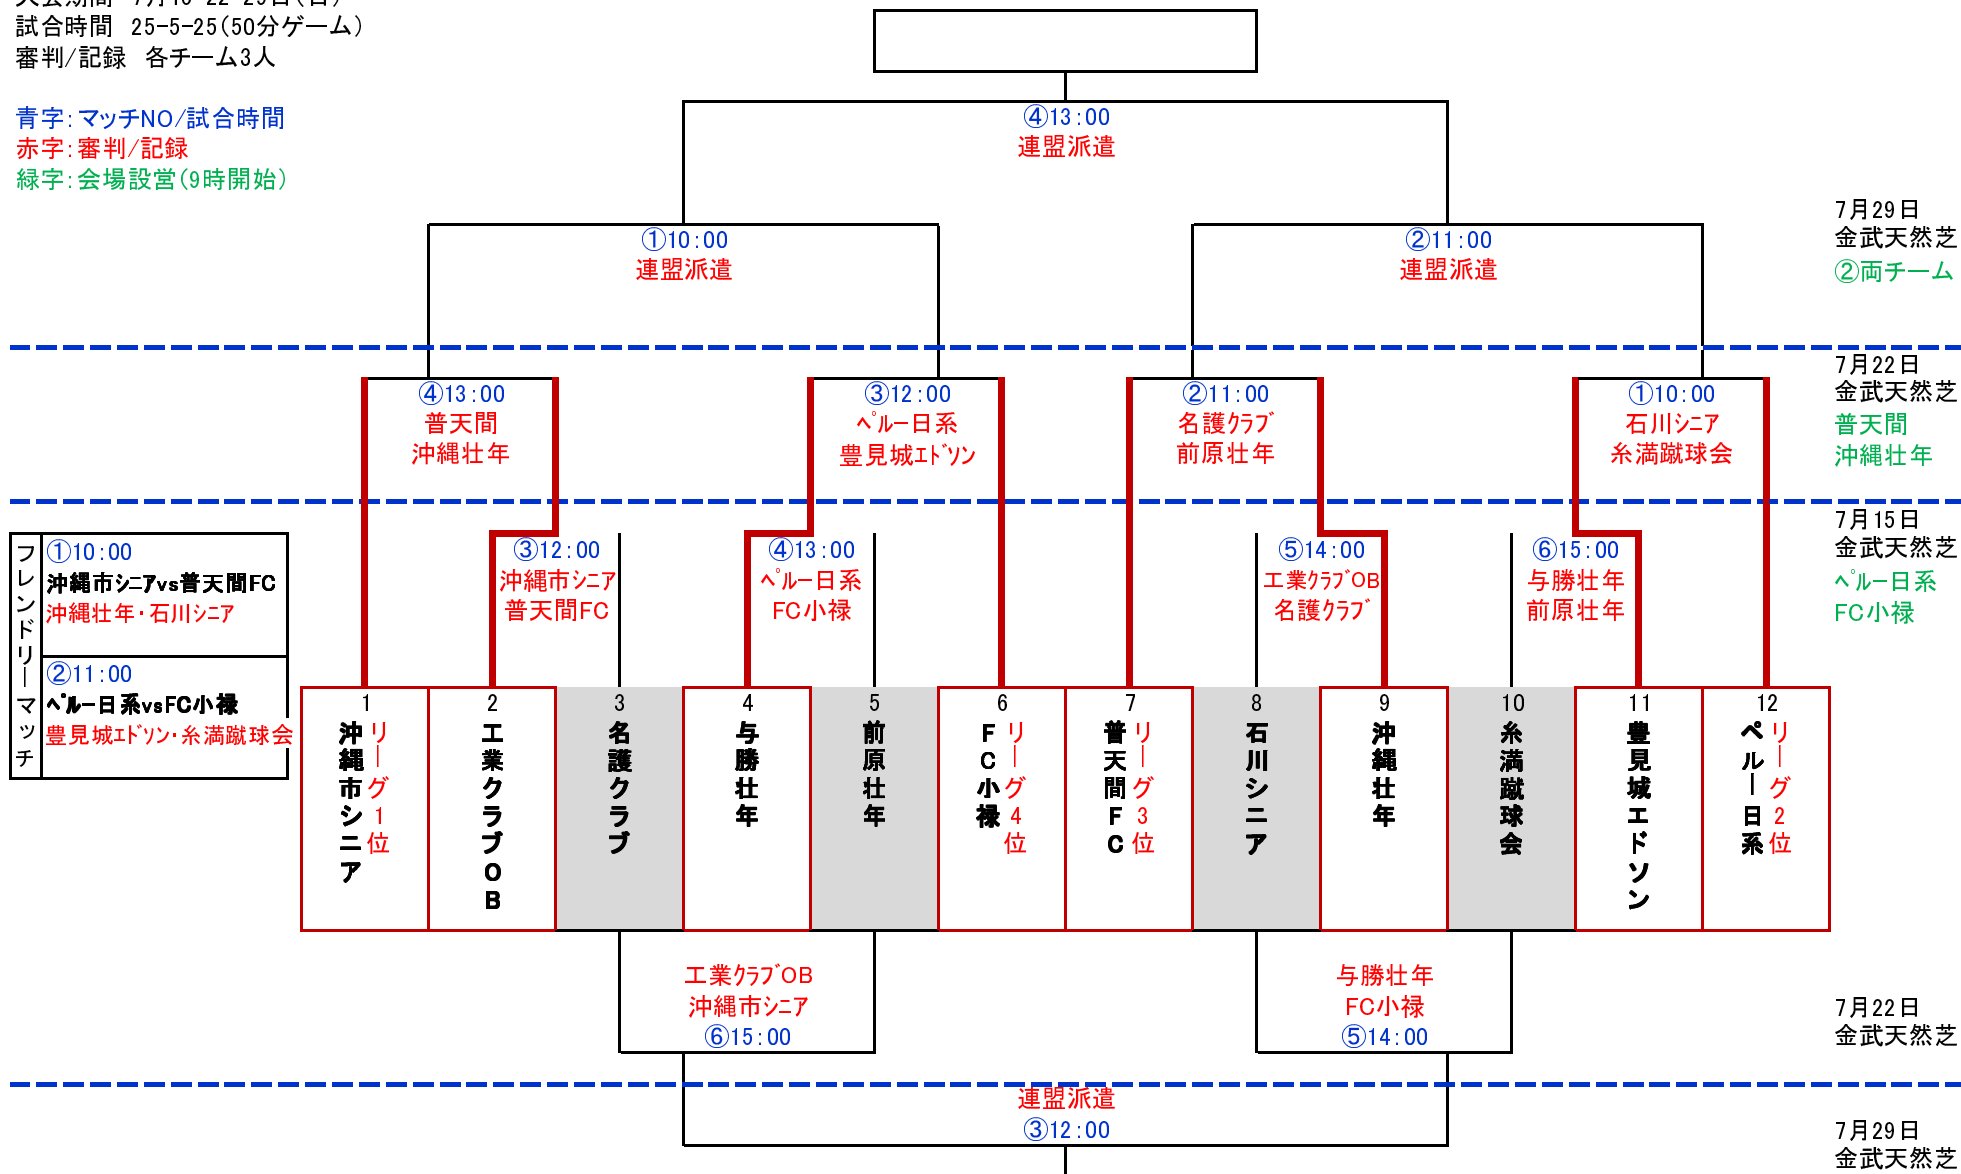 試合時間 25-5-25(50分ゲーム)
審判/記録 各チーム3人
青字:マッチNO/試合時間
赤字:審判/記録
緑字:会場設営(9時開始)
④13:00
連盟派遣
①10:00
連盟派遣
②11:00
連盟派遣
7月29日
金武天然芝
②両チーム
④13:00
普天間
沖縄壮年
③12:00
ペルー日系
豊見城エドソン
②11:00
名護クラブ
前原壮年
①10:00
石川シニア
糸満蹴球会
7月22日
金武天然芝
普天間
沖縄壮年
フレンドリーマッチ
①10:00
沖縄市シニアvs普天間FC
沖縄壮年・石川シニア
②11:00
ペルー日系vsFC小禄
豊見城エドソン・糸満蹴球会
③12:00
沖縄市シニア
普天間FC
④13:00
ペルー日系
FC小禄
⑤14:00
工業クラブOB
名護クラブ
⑥15:00
与勝壮年
前原壮年
7月15日
金武天然芝
ペルー日系
FC小禄
1
沖縄市シニア
リーグ1位
2
工業クラブOB
3
名護クラブ
4
与勝壮年
5
前原壮年
6
FC小禄
リーグ4位
7
普天間FC
リーグ3位
8
石川シニア
9
沖縄壮年
10
糸満蹴球会
11
豊見城エドソン
12
ペルー日系
リーグ2位
工業クラブOB
沖縄市シニア
⑥15:00
与勝壮年
FC小禄
⑤14:00
7月22日
金武天然芝
連盟派遣
③12:00
7月29日
金武天然芝